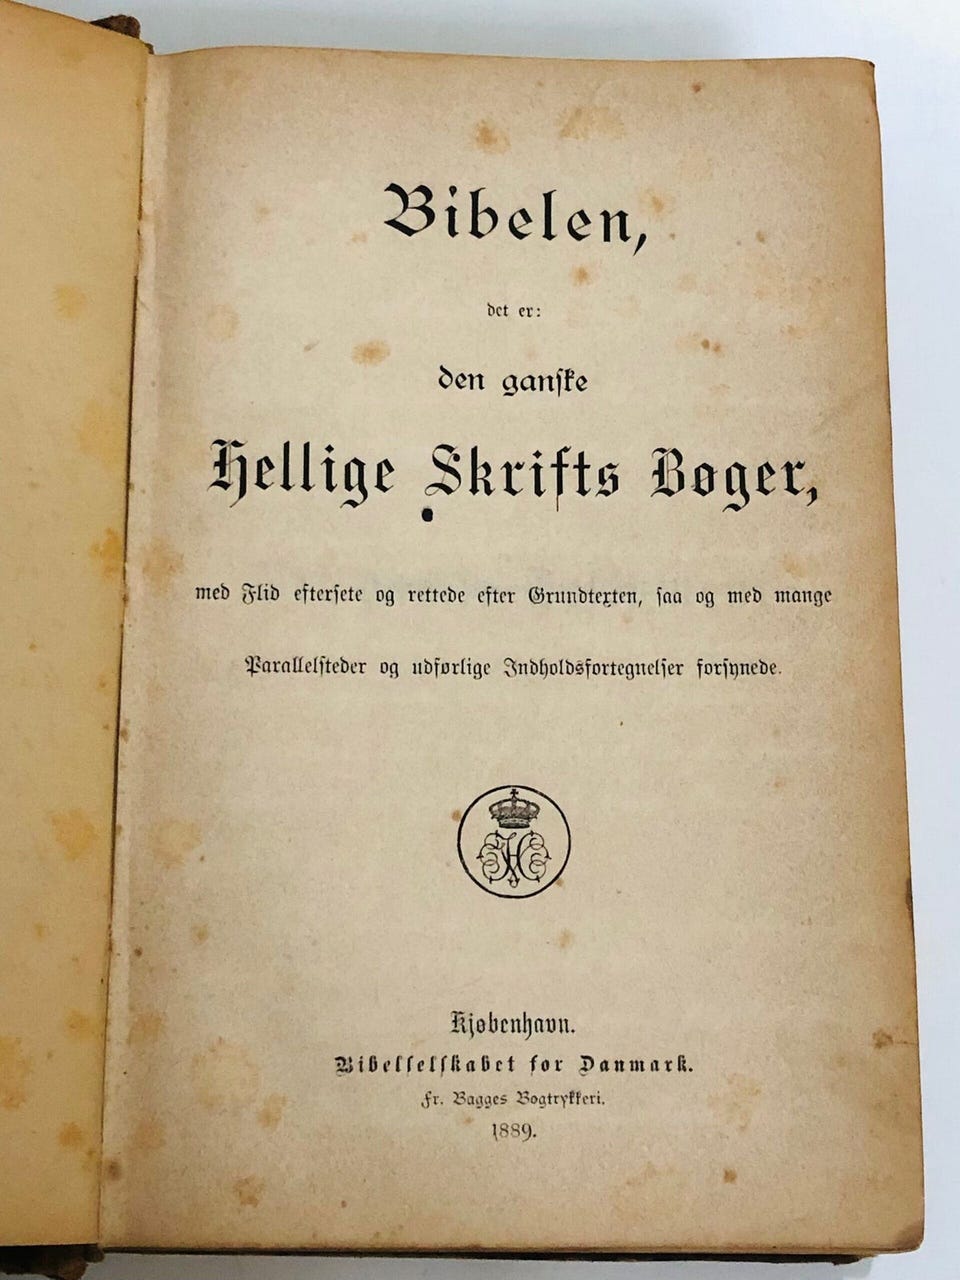 Bibelen,
det er:
den ganske
Hellige Skrifts Bøger,
med Flid eftersete og rettede efter Grundtexten, saa og med mange
Parallelsteder og udførlige Indholdsfortegnelser forsynede.
Kjøbenhavn.
Bibelselskabet for Danmark.
Fr. Bagges Bogtrykkeri.
1889.